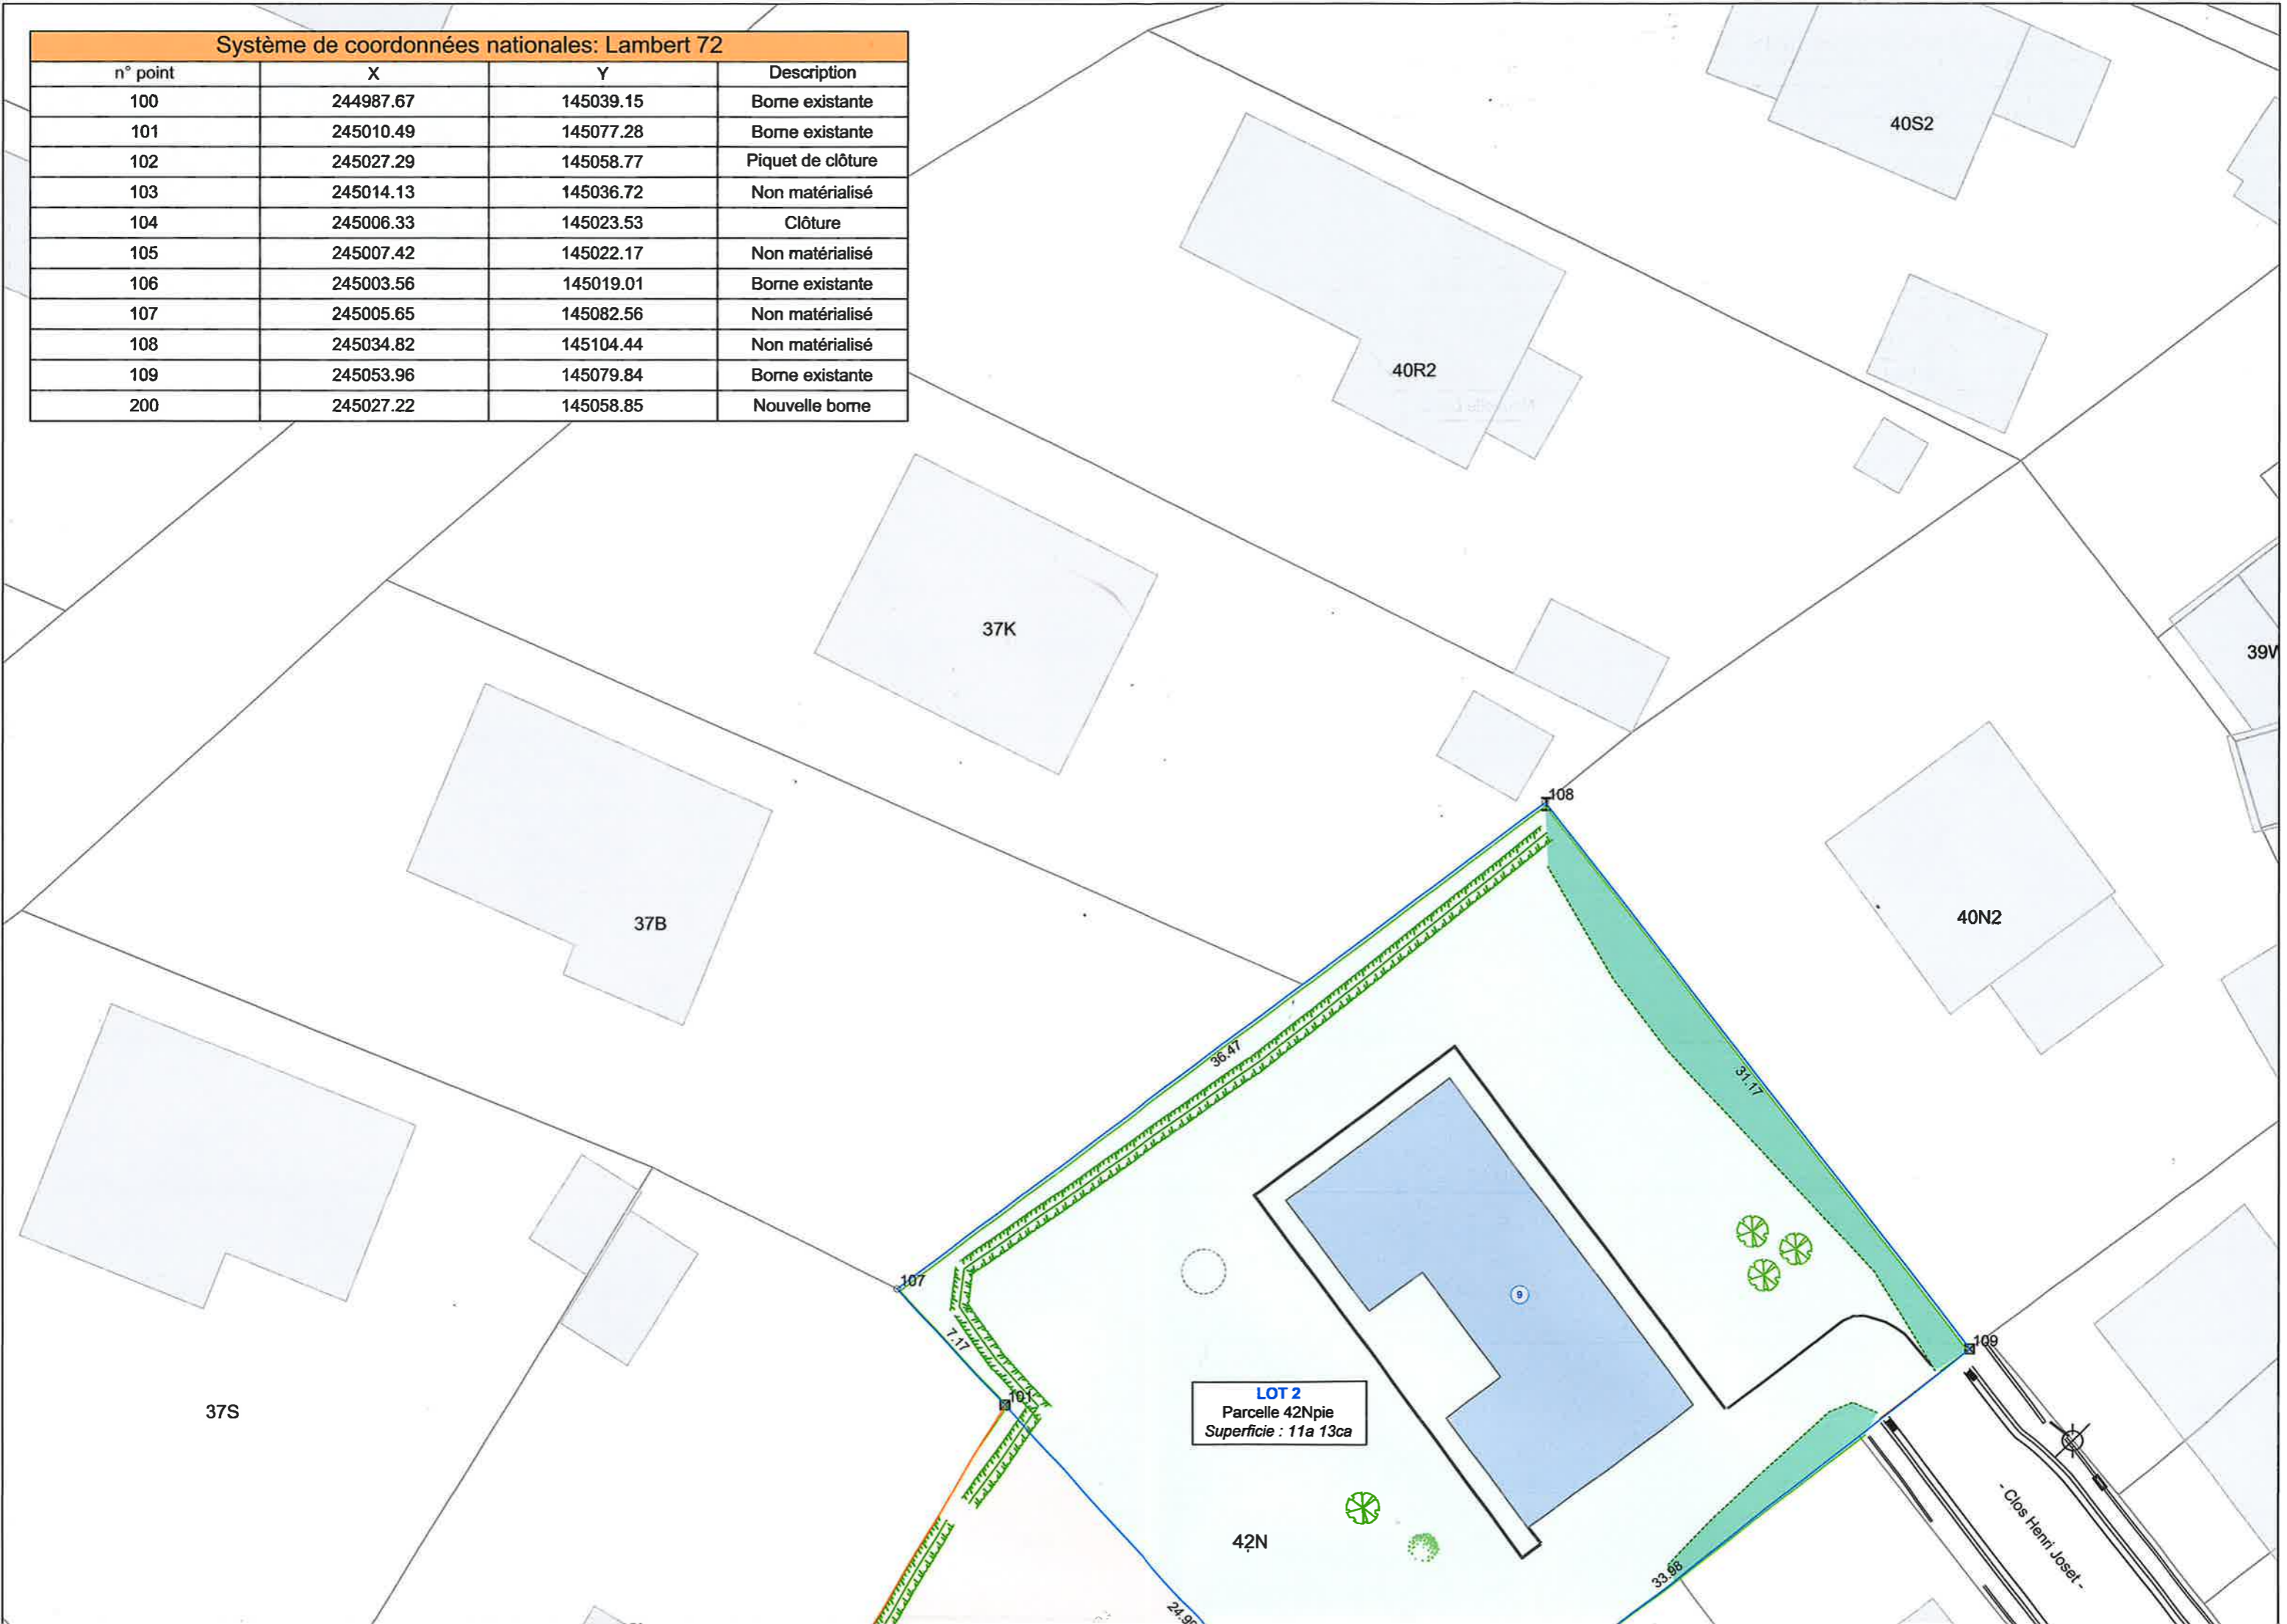 Système de coordonnées nationales: Lambert 72
n° point X Y Description
100 244987.67 145039.15 Borne existante
101 245010.49 145077.28 Borne existante
102 245027.29 145058.77 Piquet de clôture
103 245014.13 145036.72 Non matérialisé
104 245006.33 145023.53 Clôture
105 245007.42 145022.17 Non matérialisé
106 245003.56 145019.01 Borne existante
107 245005.65 145082.56 Non matérialisé
108 245034.82 145104.44 Non matérialisé
109 245053.96 145079.84 Borne existante
200 245027.22 145058.85 Nouvelle borne
40S2
40R2
37K
39W
108
37B
40N2
36.47
31.17
107
9
7.17
109
101
LOT 2
Parcelle 42Npie
Superficie : 11a 13ca
37S
- Clos Henri Joset -
42N
33.98